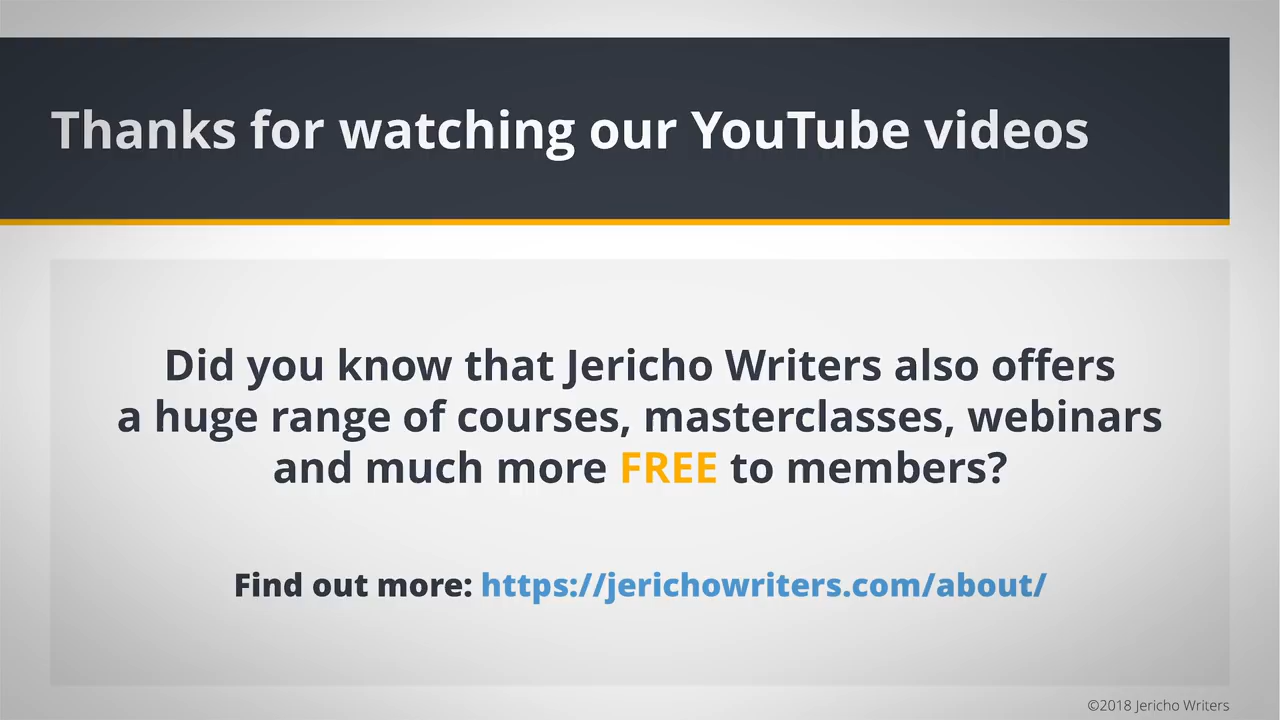 Thanks for watching our YouTube videos
Did you know that Jericho Writers also offers
a huge range of courses, masterclasses, webinars
and much more FREE to members?
Find out more: https://jerichowriters.com/about/
©2018 Jericho Writers